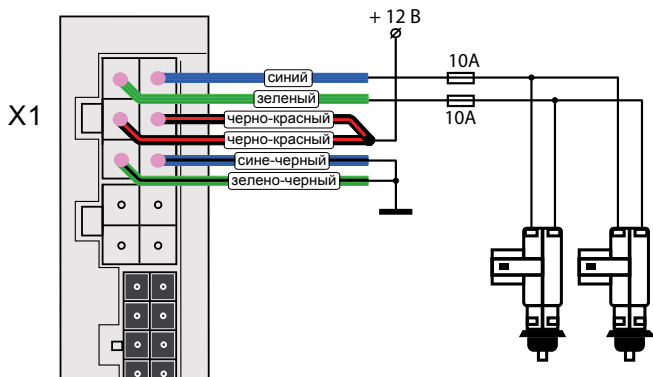 + 12 В
10А
синий
зеленый
10А
X1
черно-красный
черно-красный
сине-черный
зелено-черный